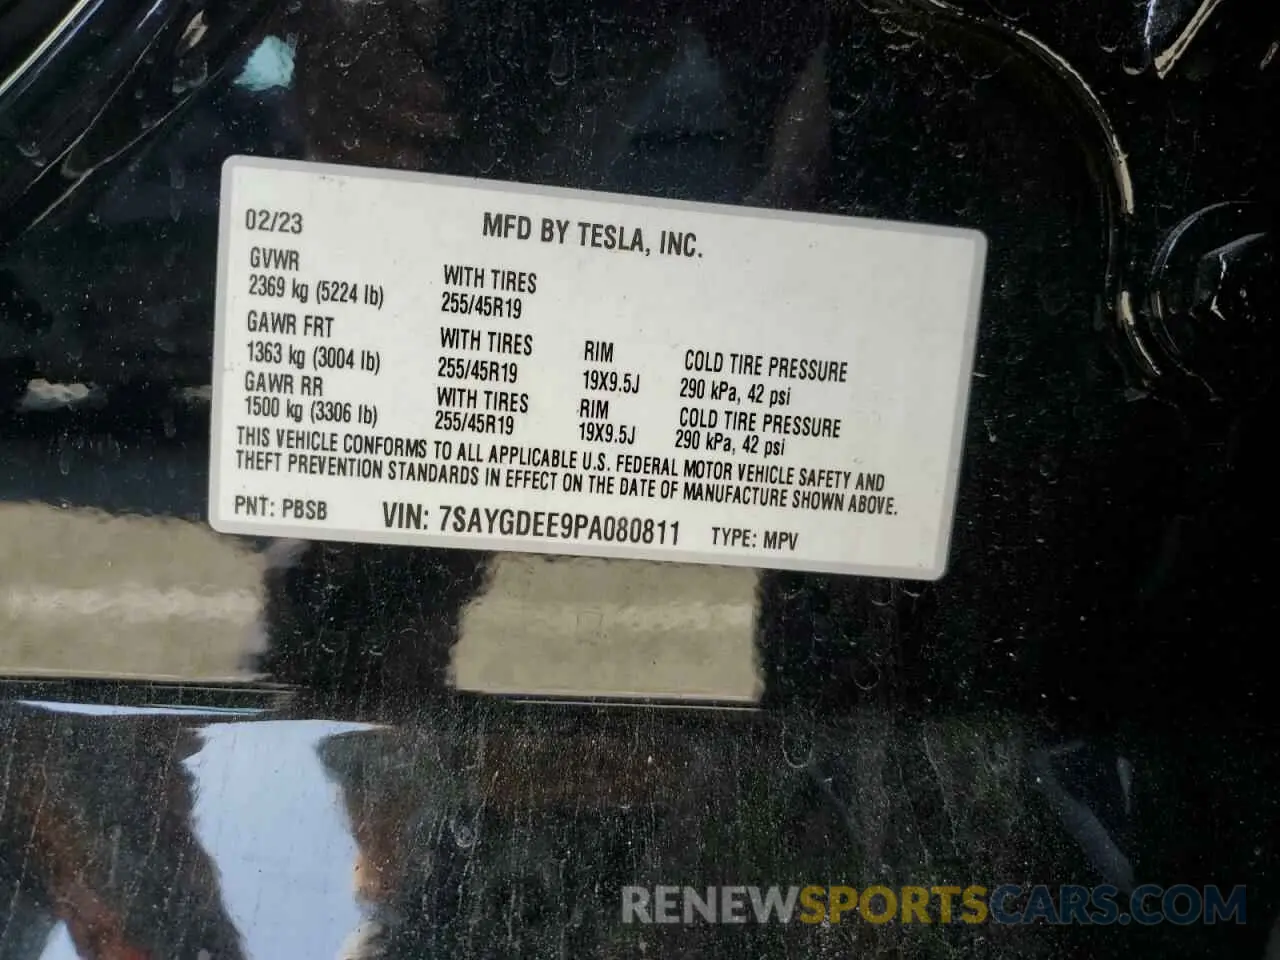 02/23 MFD BY TESLA, INC.
GVWR WITH TIRES
2369 kg (5224 lb) 255/45R19
GAWR FRT WITH TIRES RIM COLD TIRE PRESSURE
1363 kg (3004 lb) 255/45R19 19X9.5J 290 kPa, 42 psi
GAWR RR WITH TIRES RIM COLD TIRE PRESSURE
1500 kg (3306 lb) 255/45R19 19X9.5J 290 kPa, 42 psi
THIS VEHICLE CONFORMS TO ALL APPLICABLE U.S. FEDERAL MOTOR VEHICLE SAFETY AND
THEFT PREVENTION STANDARDS IN EFFECT ON THE DATE OF MANUFACTURE SHOWN ABOVE.
PNT: PBSB VIN: 7SAYGDEE9PA080811 TYPE: MPV
RENEWSPORTSCARS.COM